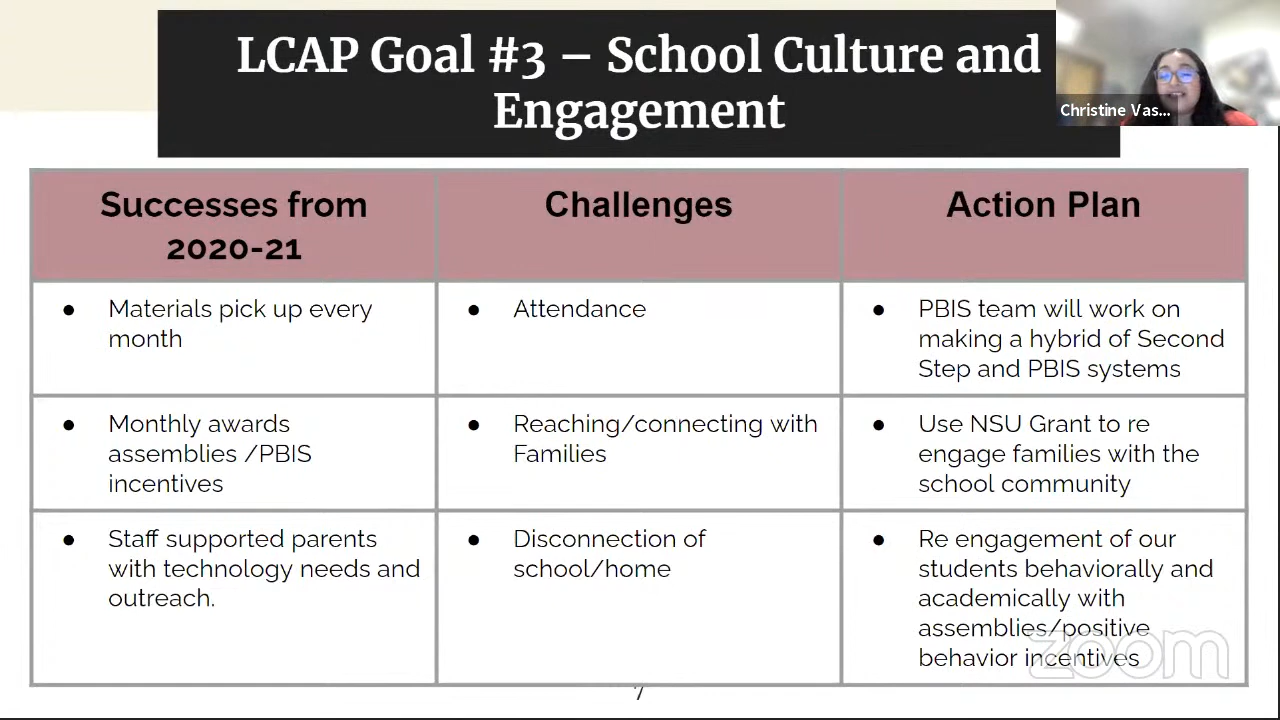 LCAP Goal #3 – School Culture and
Engagement
Christine Vas...
Successes from
2020-21
Challenges
Action Plan
● Materials pick up every
month
● Attendance
● PBIS team will work on
making a hybrid of Second
Step and PBIS systems
● Monthly awards
assemblies /PBIS
incentives
● Reaching/connecting with
Families
● Use NSU Grant to re
engage families with the
school community
● Staff supported parents
with technology needs and
outreach.
● Disconnection of
school/home
● Re engagement of our
students behaviorally and
academically with
assemblies/positive
behavior incentives
zoom
7